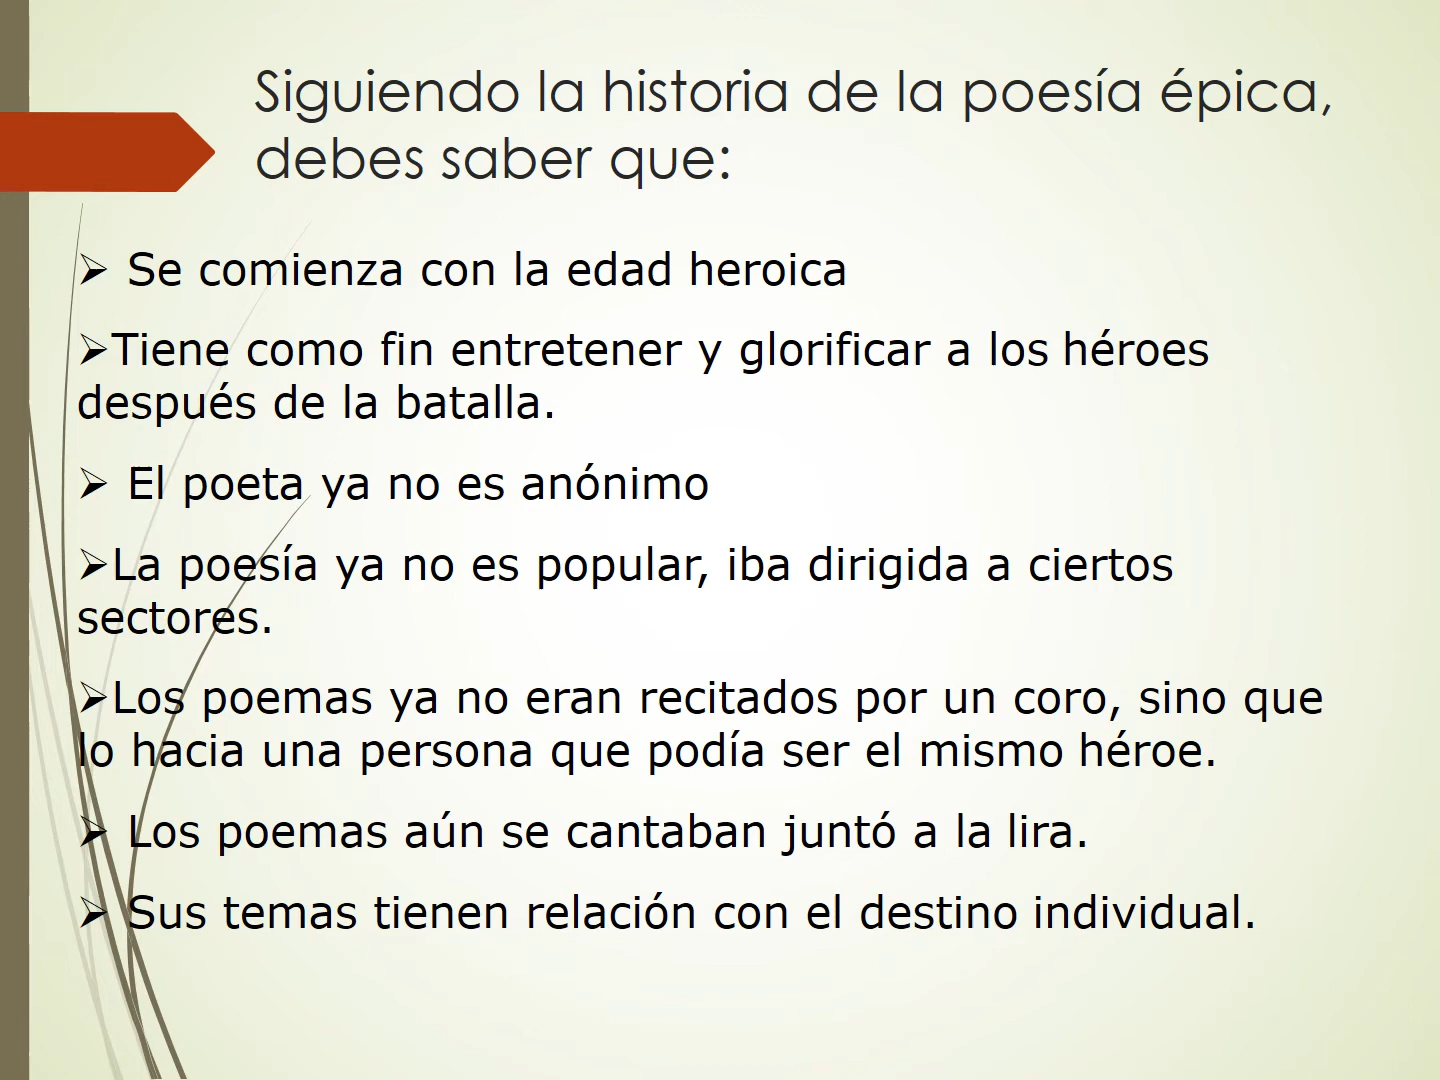 Siguiendo la historia de la poesía épica,
debes saber que:
➢ Se comienza con la edad heroica
➢Tiene como fin entretener y glorificar a los héroes
después de la batalla.
➢ El poeta ya no es anónimo
➢La poesía ya no es popular, iba dirigida a ciertos
sectores.
➢Los poemas ya no eran recitados por un coro, sino que
lo hacia una persona que podía ser el mismo héroe.
➢ Los poemas aún se cantaban juntó a la lira.
➢ Sus temas tienen relación con el destino individual.